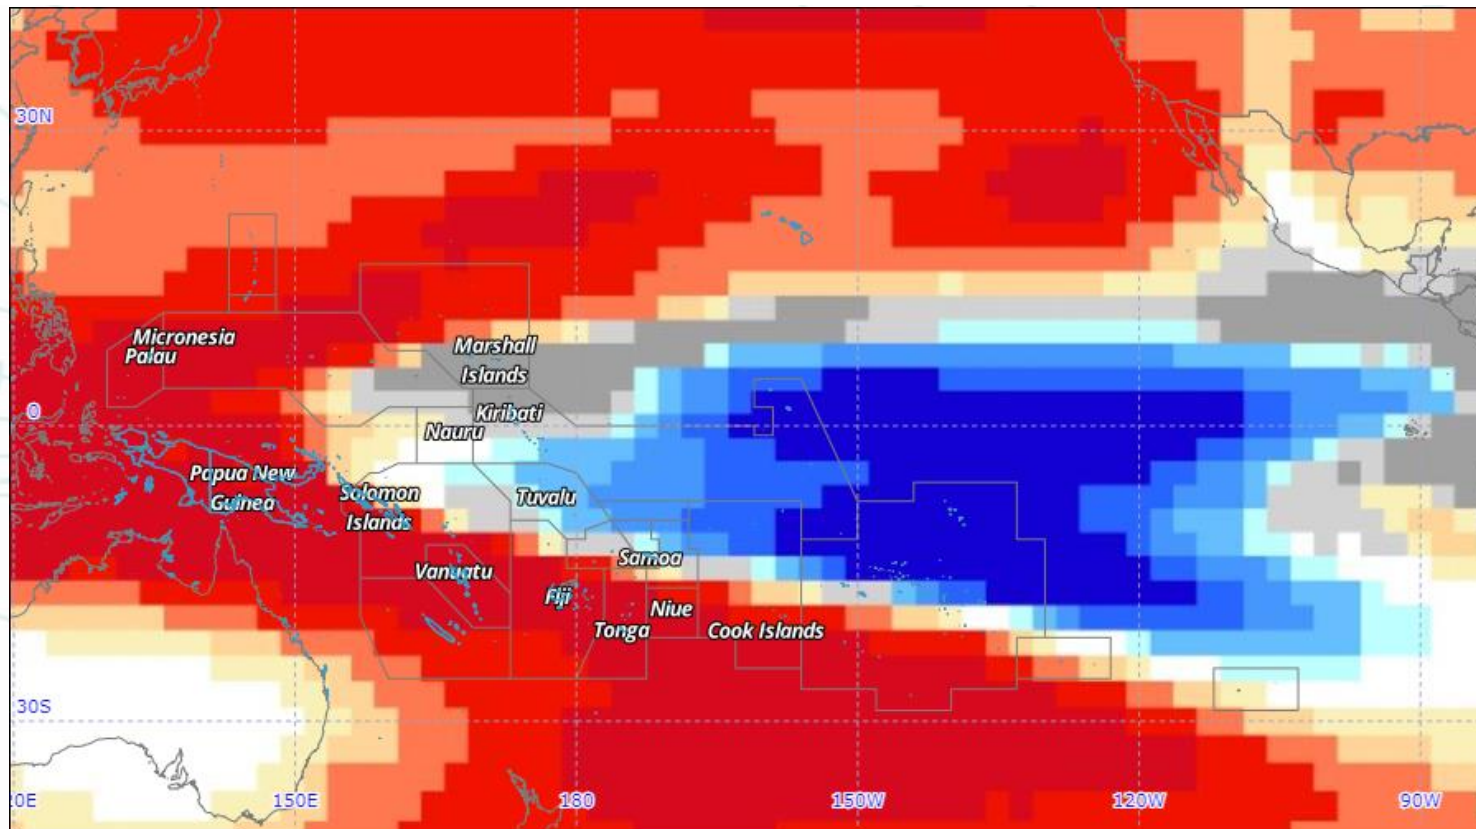 30N
Micronesia
Palau
Marshall
Islands
0
Kiribati
Nauru
Papua New
Guinea
Solomon
Islands
Tuvalu
Samoa
Vanuatu
Fiji
Niue
Tonga
Cook Islands
30S
0E
150E
180
150W
120W
90W